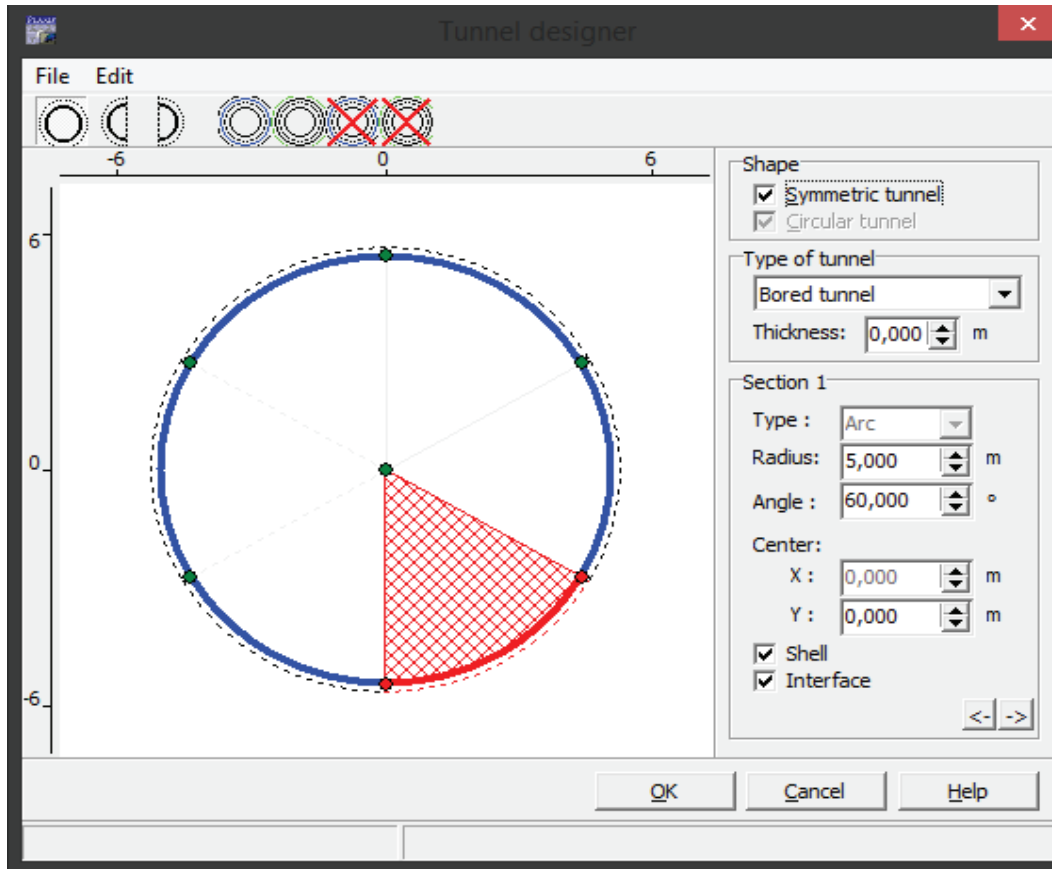 Tunnel designer
File Edit
-6 0 6
6
0
-6
Shape
Symmetric tunnel
Circular tunnel
Type of tunnel
Bored tunnel
Thickness: 0,000 m
Section 1
Type : Arc
Radius: 5,000 m
Angle : 60,000 °
Center:
X : 0,000 m
Y : 0,000 m
Shell
Interface
<- ->
OK Cancel Help